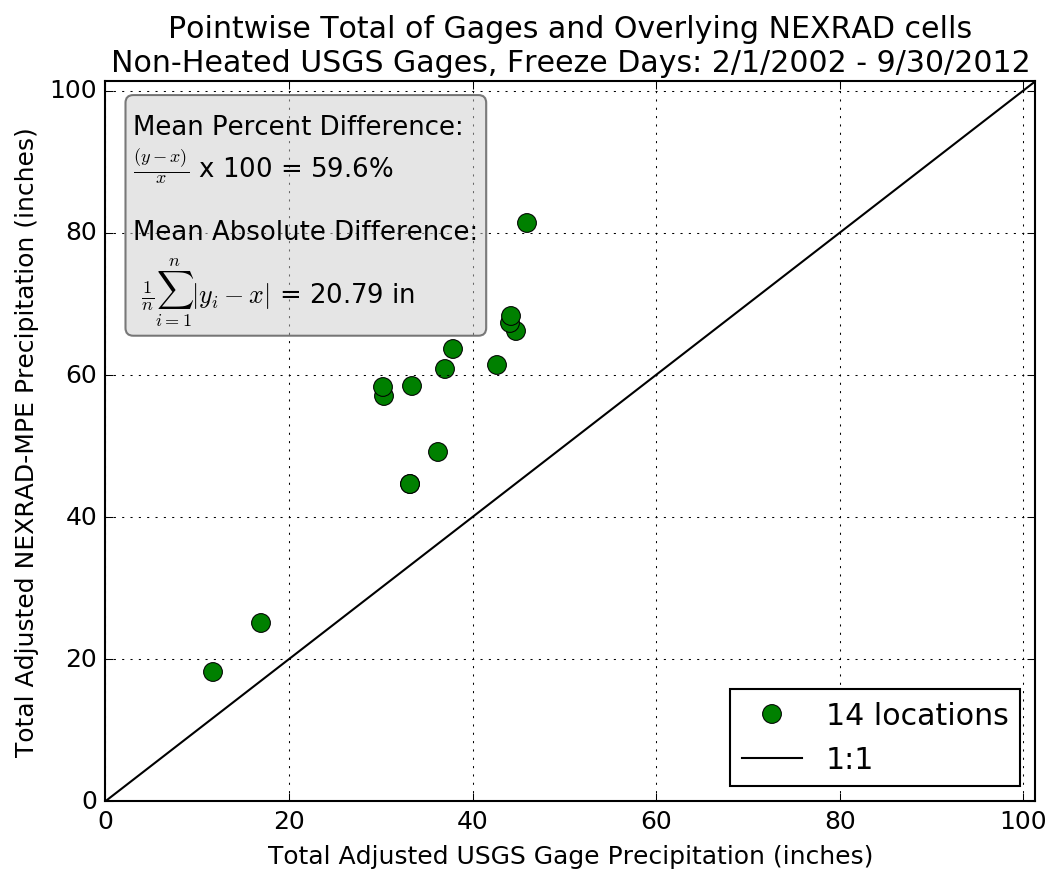 Pointwise Total of Gages and Overlying NEXRAD cells
Non-Heated USGS Gages, Freeze Days: 2/1/2002 - 9/30/2012
Total Adjusted NEXRAD-MPE Precipitation (inches)
100
80
60
40
20
0
Mean Percent Difference:
(y − x)/x x 100 = 59.6%
Mean Absolute Difference:
1/n ∑_{i=1}^{n} |y_i − x| = 20.79 in
14 locations
1:1
0 20 40 60 80 100
Total Adjusted USGS Gage Precipitation (inches)